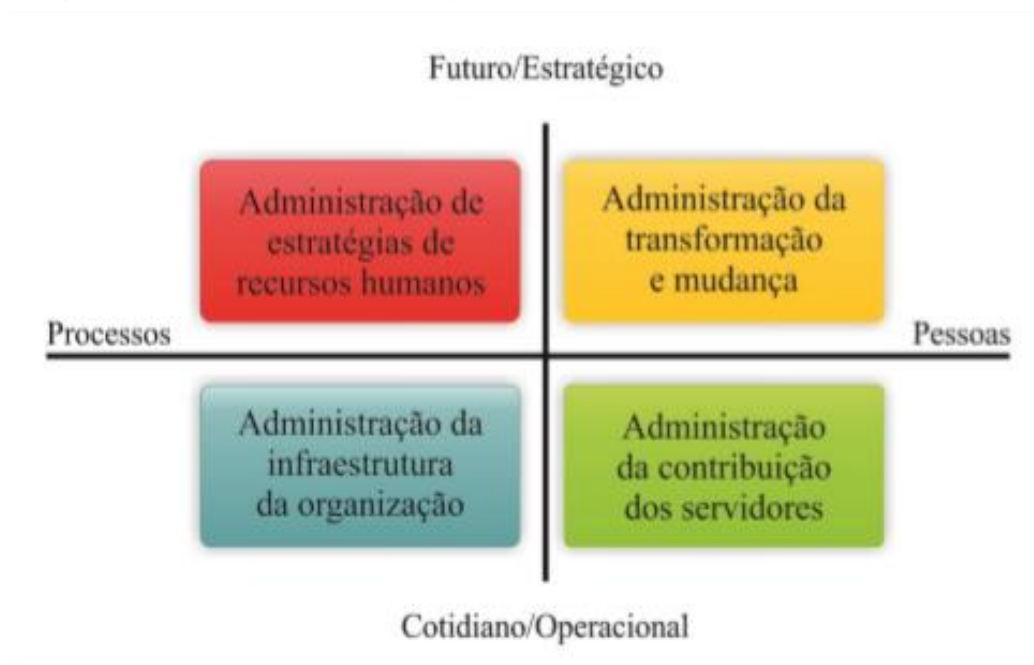 Futuro/Estratégico
Administração de
estratégias de
recursos humanos
Administração da
transformação
e mudança
Processos
Pessoas
Administração da
infraestrutura
da organização
Administração
da contribuição
dos servidores
Cotidiano/Operacional